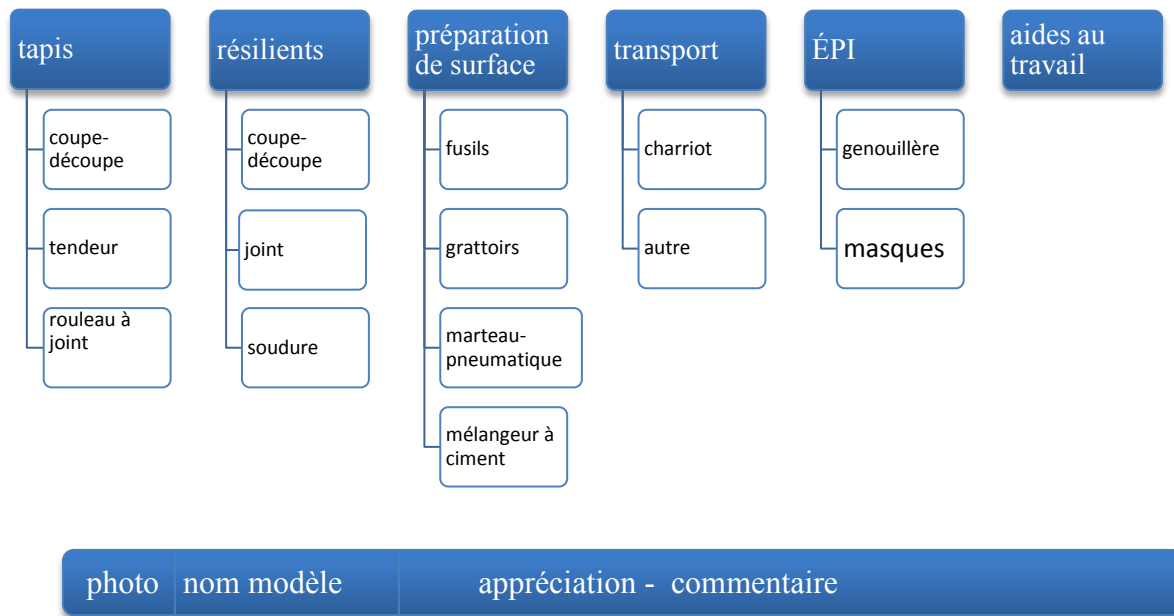 tapis
coupe-
découpe
tendeur
rouleau à
joint
résilients
coupe-
découpe
joint
soudure
préparation
de surface
fusils
grattoirs
marteau-
pneumatique
mélangeur à
ciment
transport
charriot
autre
ÉPI
genouillère
masques
aides au
travail
photo nom modèle appréciation - commentaire